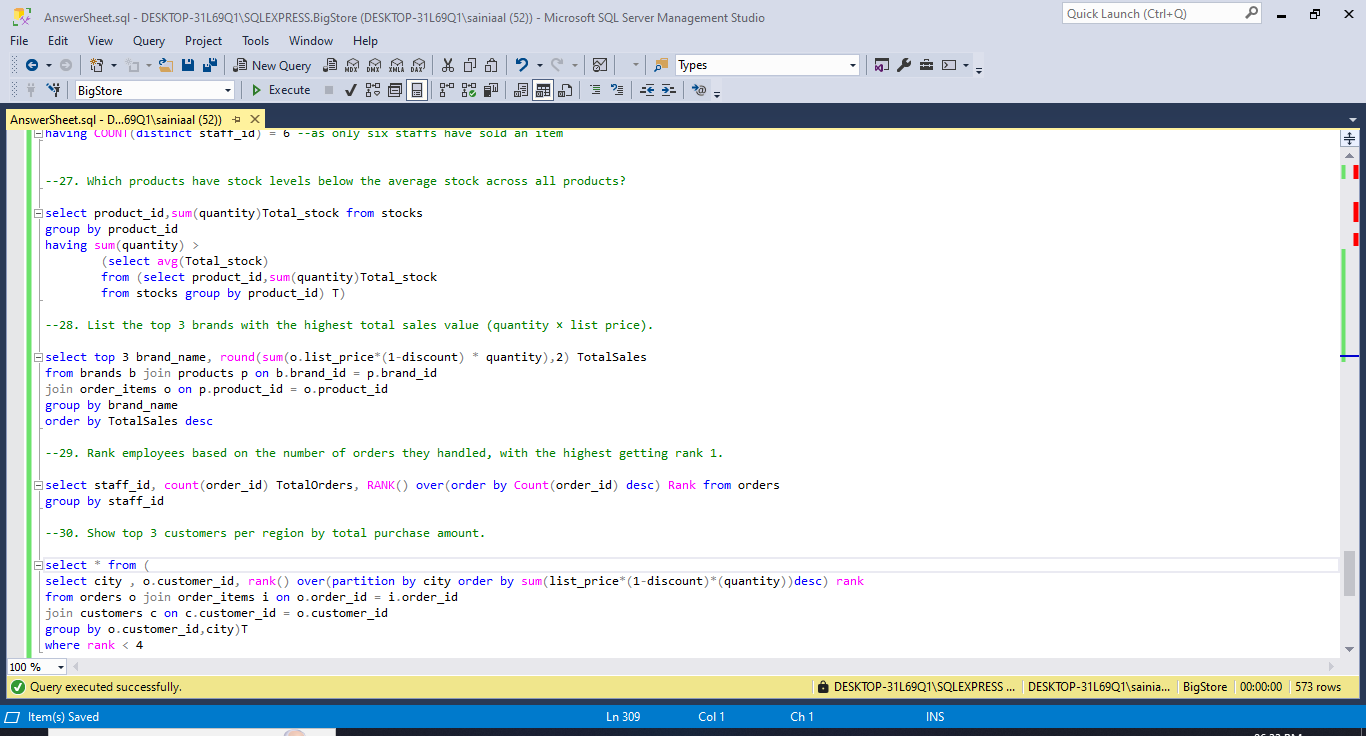 AnswerSheet.sql - DESKTOP-31L69Q1\SQLEXPRESS.BigStore (DESKTOP-31L69Q1\sainiaal (52)) - Microsoft SQL Server Management Studio
Quick Launch (Ctrl+Q)
File Edit View Query Project Tools Window Help
New Query MDX DMX XMLA DAX Types
BigStore Execute
AnswerSheet.sql - D...69Q1\sainiaal (52))
having COUNT(distinct staff_id) = 6 --as only six staffs have sold an item
--27. Which products have stock levels below the average stock across all products?
select product_id,sum(quantity)Total_stock from stocks
group by product_id
having sum(quantity) >
(select avg(Total_stock)
from (select product_id,sum(quantity)Total_stock
from stocks group by product_id) T)
--28. List the top 3 brands with the highest total sales value (quantity × list price).
select top 3 brand_name, round(sum(o.list_price*(1-discount) * quantity),2) TotalSales
from brands b join products p on b.brand_id = p.brand_id
join order_items o on p.product_id = o.product_id
group by brand_name
order by TotalSales desc
--29. Rank employees based on the number of orders they handled, with the highest getting rank 1.
select staff_id, count(order_id) TotalOrders, RANK() over(order by Count(order_id) desc) Rank from orders
group by staff_id
--30. Show top 3 customers per region by total purchase amount.
select * from (
select city , o.customer_id, rank() over(partition by city order by sum(list_price*(1-discount)*(quantity))desc) rank
from orders o join order_items i on o.order_id = i.order_id
join customers c on c.customer_id = o.customer_id
group by o.customer_id,city)T
where rank < 4
100 %
Query executed successfully. DESKTOP-31L69Q1\SQLEXPRESS ... DESKTOP-31L69Q1\sainia... BigStore 00:00:00 573 rows
Item(s) Saved Ln 309 Col 1 Ch 1 INS